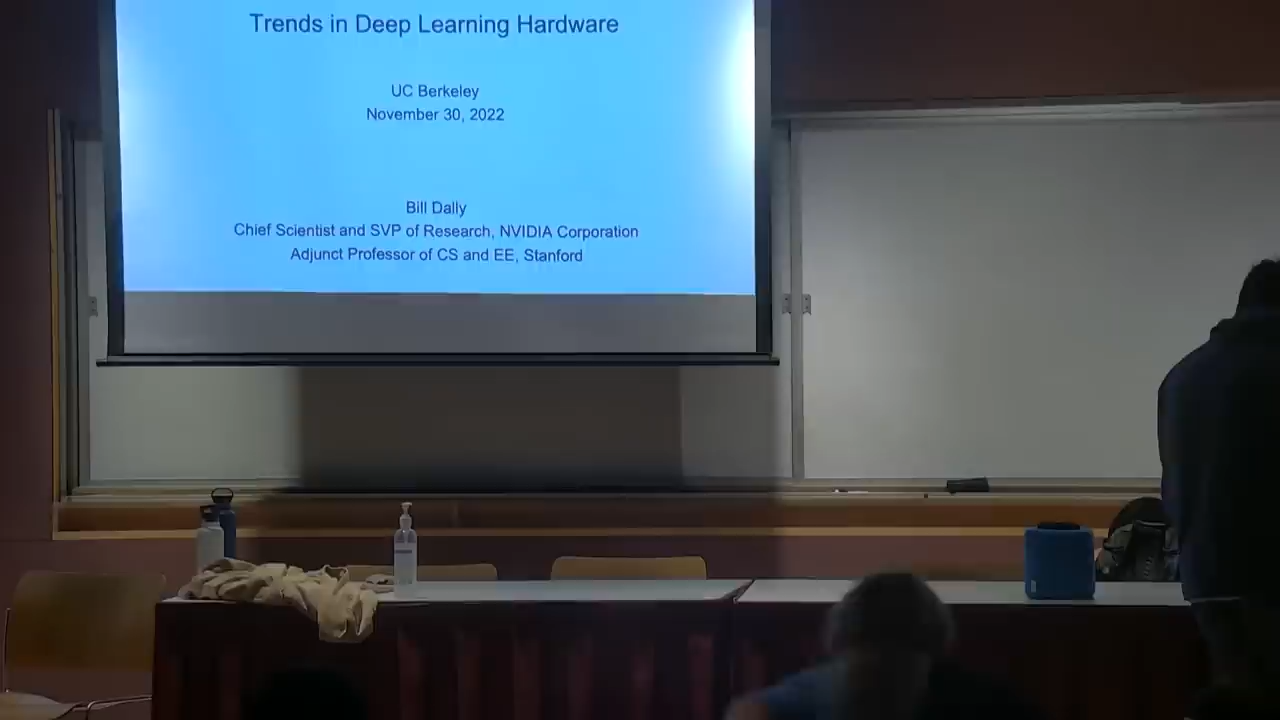 Trends in Deep Learning Hardware
UC Berkeley
November 30, 2022
Bill Dally
Chief Scientist and SVP of Research, NVIDIA Corporation
Adjunct Professor of CS and EE, Stanford